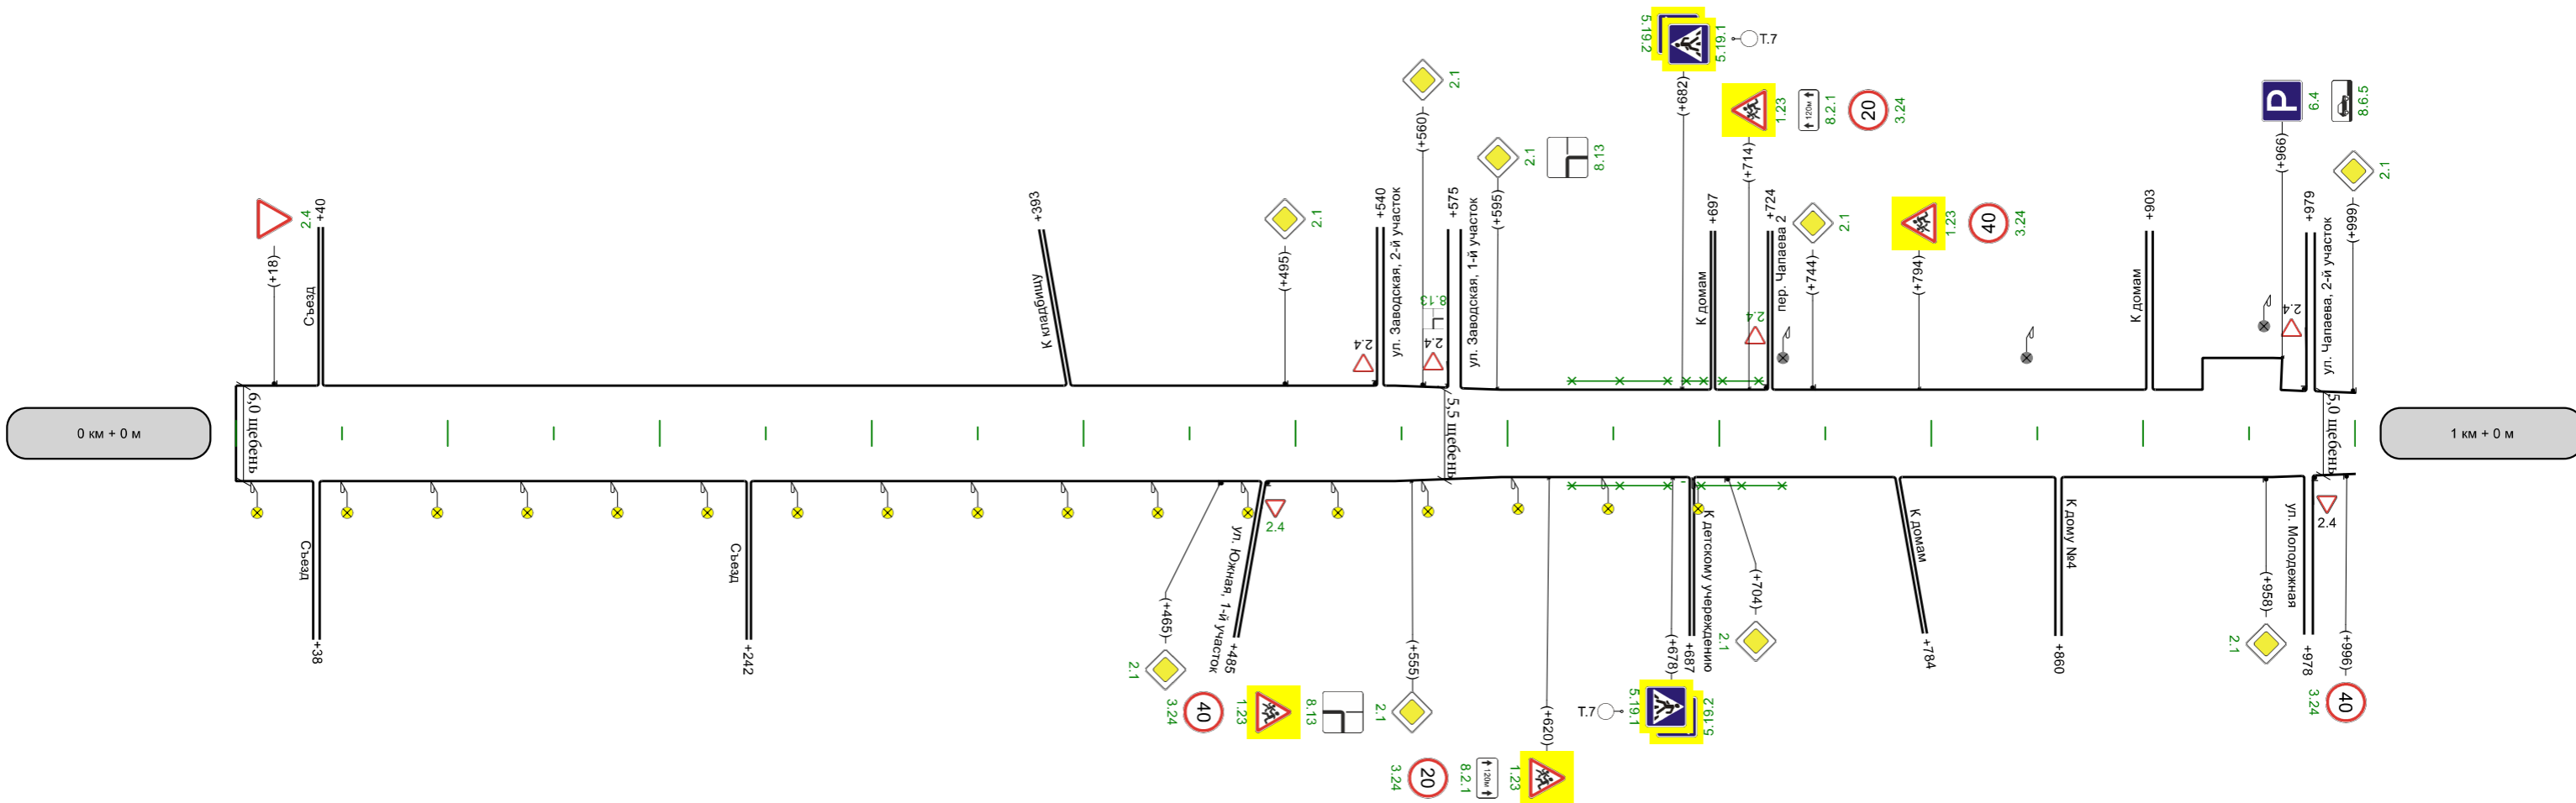 0 км + 0 м
6,0 щебень
2.4
(+18)
+40
Съезд
+38
Съезд
+242
Съезд
+393
К кладбищу
2.1
(+495)
(+465)
2.1
+485
ул. Южная, 1-й участок
2.4
3.24
40
1.23
8.13
2.1
(+555)
2.1
(+560)
+540
ул. Заводская, 2-й участок
2.4
8.13
2.4
+575
ул. Заводская, 1-й участок
5,5 щебень
2.1
8.13
(+595)
(+620)
3.24
20
8.2.1
120м
1.23
5.19.2
5.19.1
Т.7
(+682)
1.23
8.2.1
120м
20
3.24
(+714)
+697
К домам
2.4
+724
пер. Чапаева 2
2.1
(+744)
Т.7
5.19.1
5.19.2
(+678)
+687
К детскому учереждению
(+704)
2.1
1.23
40
3.24
(+794)
К домам
+784
К дому №4
+860
+903
К домам
P
6.4
8.6.5
(+966)
2.4
+979
ул. Чапаева, 2-й участок
2.1
(+999)
5,0 щебень
(+958)
2.1
ул. Молодежная
+978
2.4
(+996)
3.24
40
1 км + 0 м